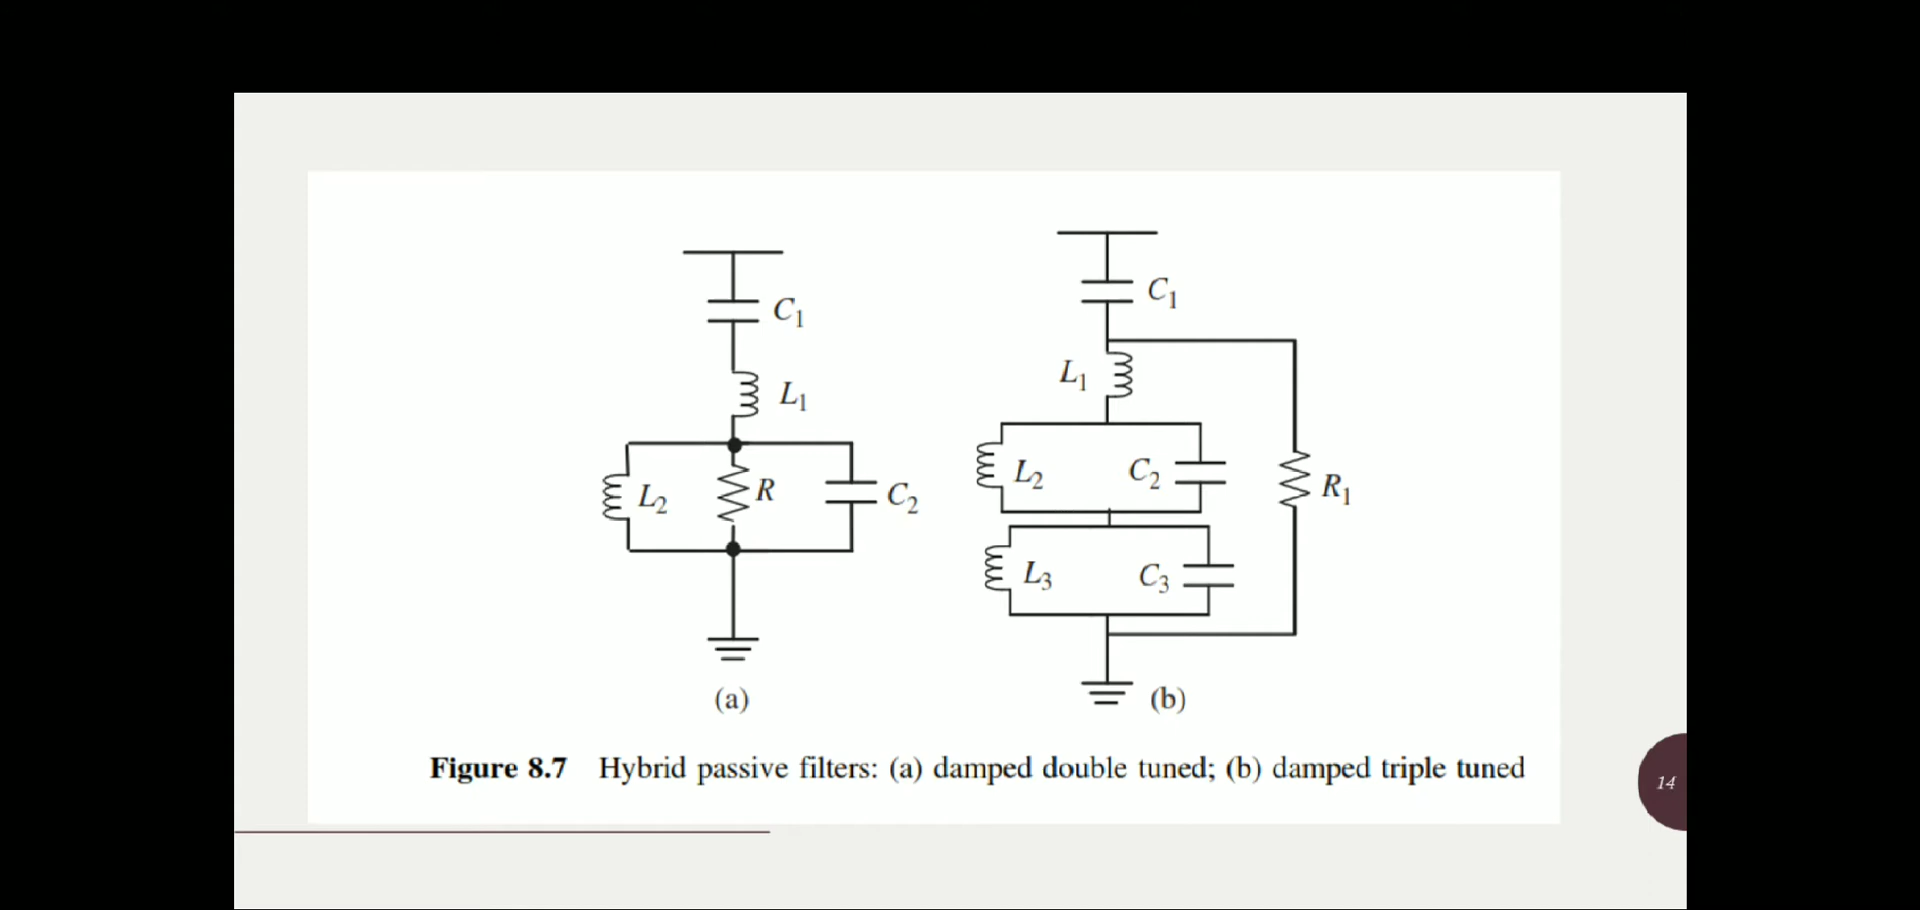 C₁
L₁
L₂
R
C₂
(a)
C₁
L₁
L₂
C₂
R₁
L₃
C₃
(b)
Figure 8.7 Hybrid passive filters: (a) damped double tuned; (b) damped triple tuned
14